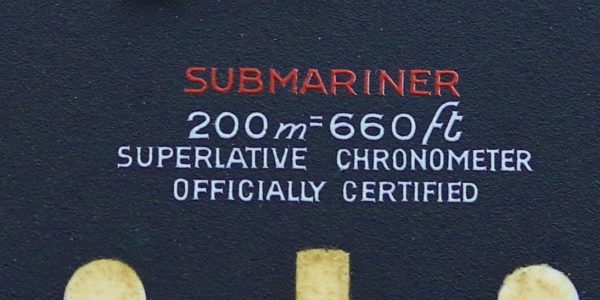 SUBMARINER
200m=660ft
SUPERLATIVE CHRONOMETER
OFFICIALLY CERTIFIED